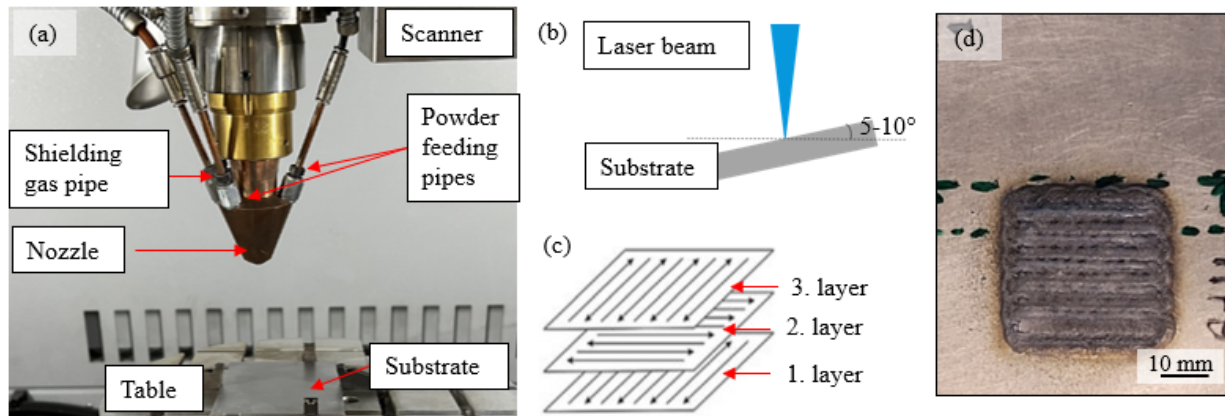 (a)
Scanner
Shielding
gas pipe
Powder
feeding
pipes
Nozzle
Table
Substrate
(b)
Laser beam
5-10°
Substrate
(c)
3. layer
2. layer
1. layer
(d)
10 mm